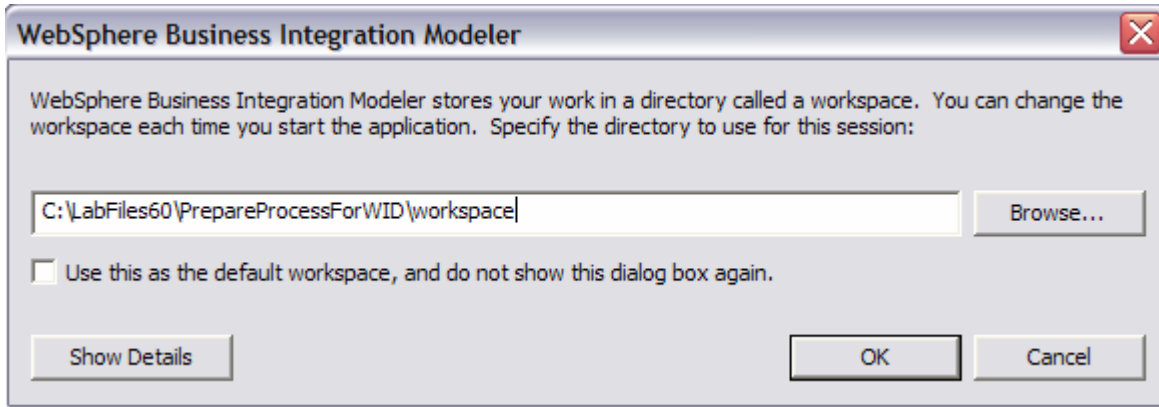 WebSphere Business Integration Modeler
WebSphere Business Integration Modeler stores your work in a directory called a workspace.  You can change the
workspace each time you start the application.  Specify the directory to use for this session:
C:\LabFiles60\PrepareProcessForWID\workspace
Browse...
Use this as the default workspace, and do not show this dialog box again.
Show Details
OK
Cancel